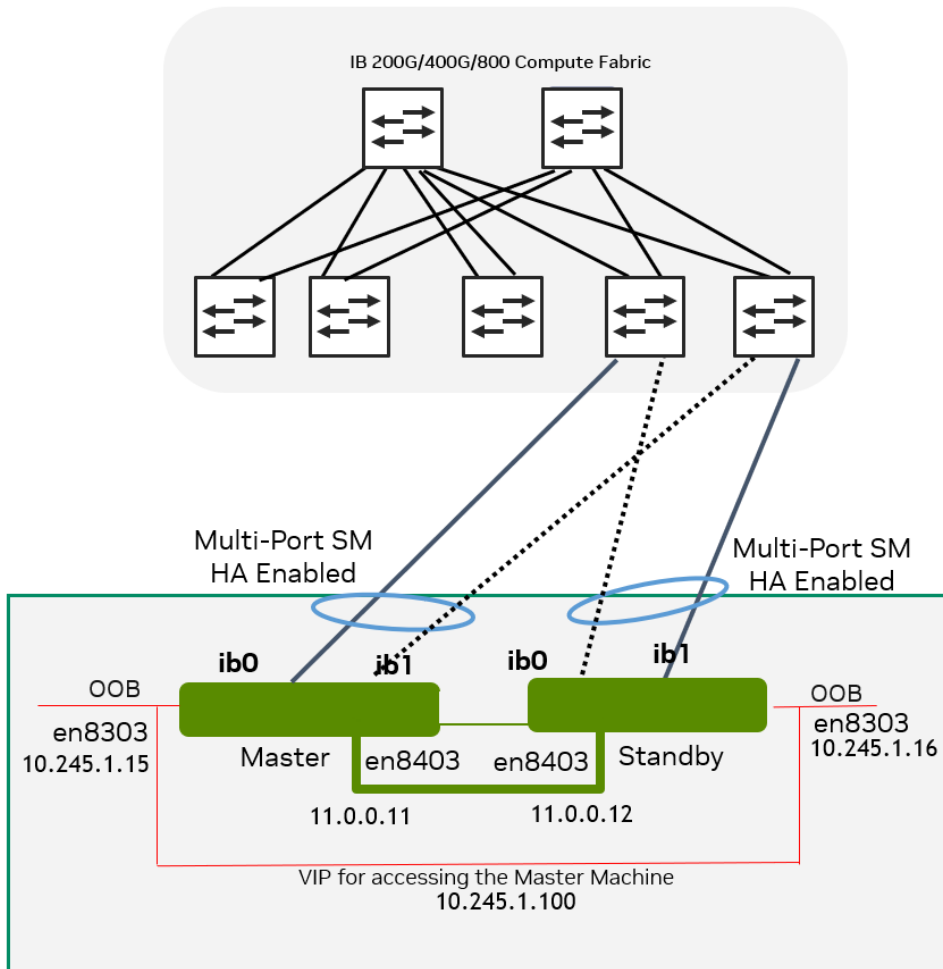 IB 200G/400G/800 Compute Fabric
Multi-Port SM
HA Enabled
Multi-Port SM
HA Enabled
ib0
ib1
ib0
ib1
OOB
en8303
10.245.1.15
Master
en8403
en8403
Standby
OOB
en8303
10.245.1.16
11.0.0.11
11.0.0.12
VIP for accessing the Master Machine
10.245.1.100